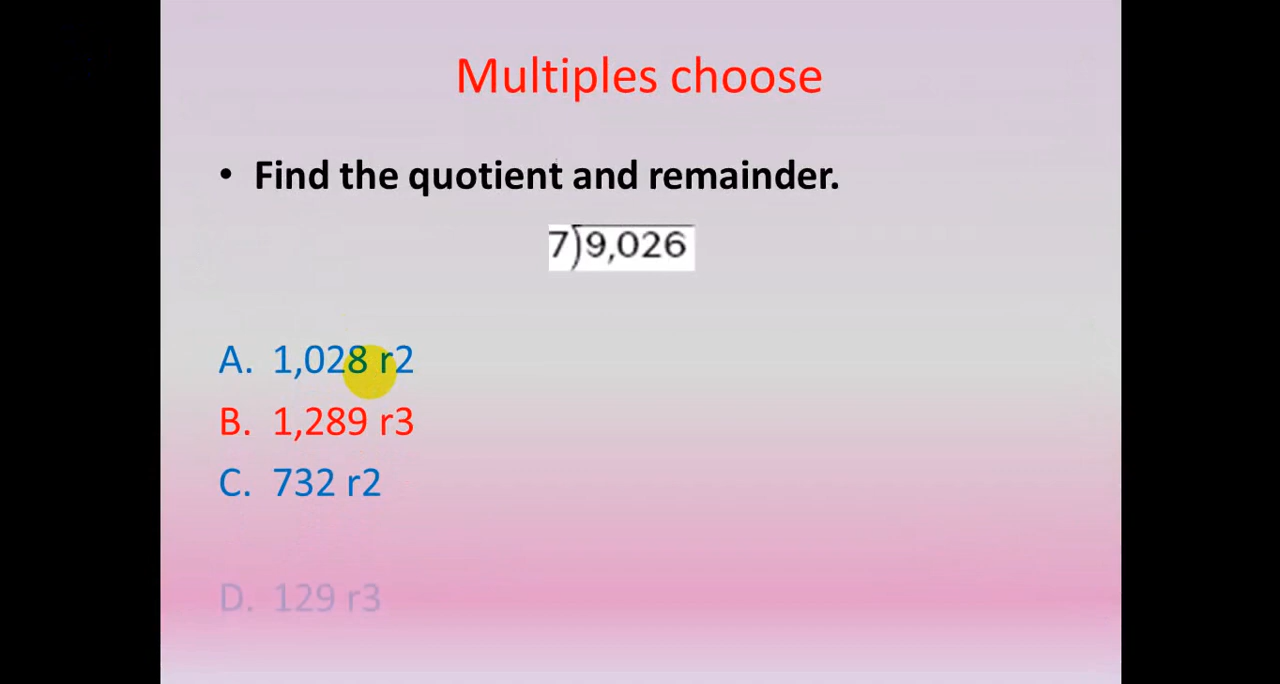 Multiples choose
• Find the quotient and remainder.
7)9,026
A. 1,028 r2
B. 1,289 r3
C. 732 r2
D. 129 r3